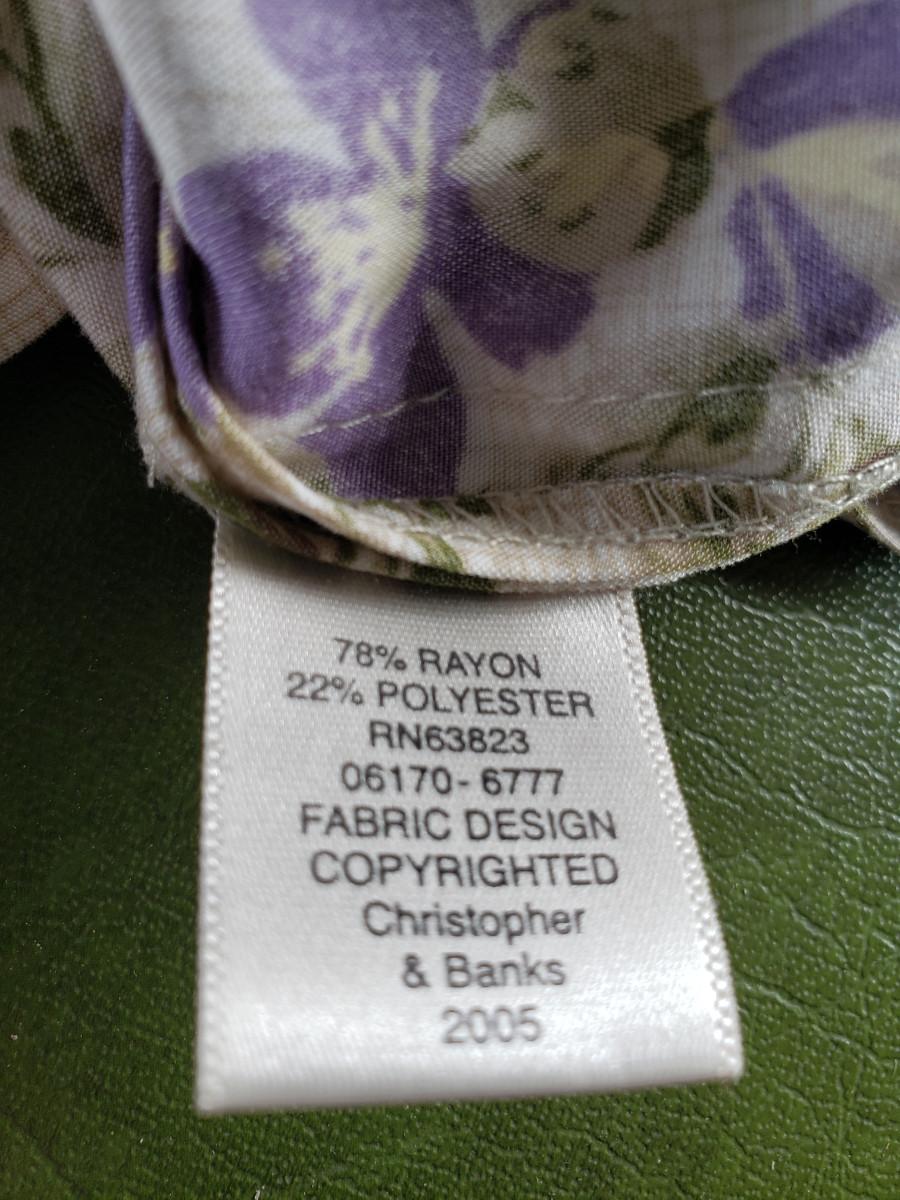 78% RAYON
22% POLYESTER
RN63823
06170-6777
FABRIC DESIGN
COPYRIGHTED
Christopher
& Banks
2005